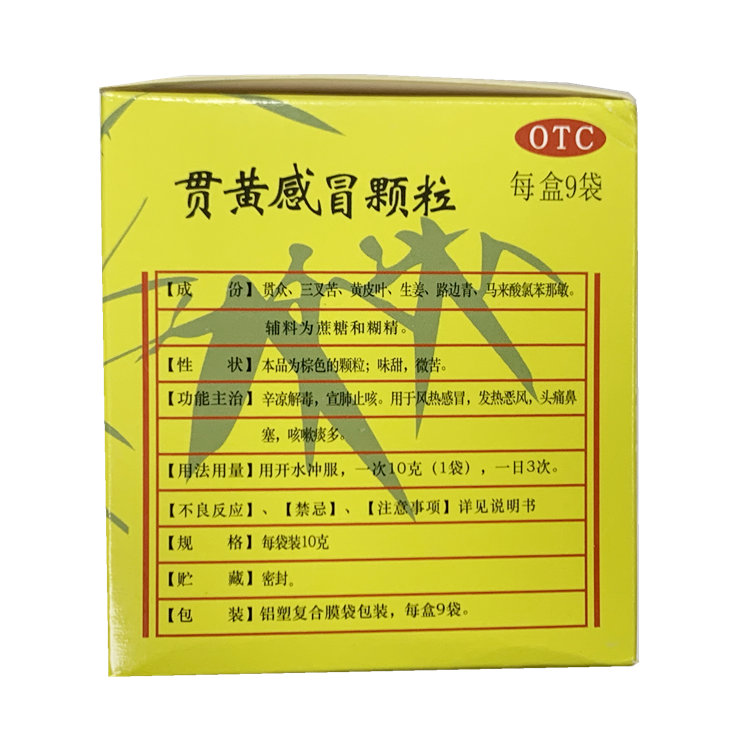 OTC
贯黄感冒颗粒
每盒9袋
【成 份】贯众、三叉苦、黄皮叶、生姜、路边青、马来酸氯苯那敏。
辅料为蔗糖和糊精。
【性 状】本品为棕色的颗粒；味甜，微苦。
【功能主治】辛凉解毒，宣肺止咳。用于风热感冒，发热恶风，头痛鼻
塞，咳嗽痰多。
【用法用量】用开水冲服，一次10克（1袋），一日3次。
【不良反应】、【禁忌】、【注意事项】详见说明书
【规 格】每袋装10克
【贮 藏】密封。
【包 装】铝塑复合膜袋包装，每盒9袋。